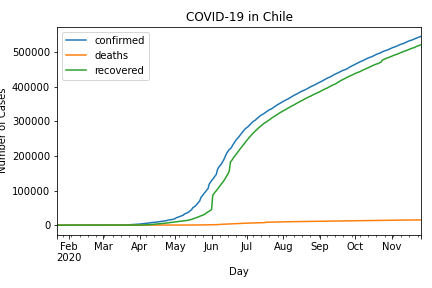 COVID-19 in Chile
confirmed
deaths
recovered
500000
400000
300000
200000
100000
0
Number of Cases
Feb Mar Apr May Jun Jul Aug Sep Oct Nov
2020
Day